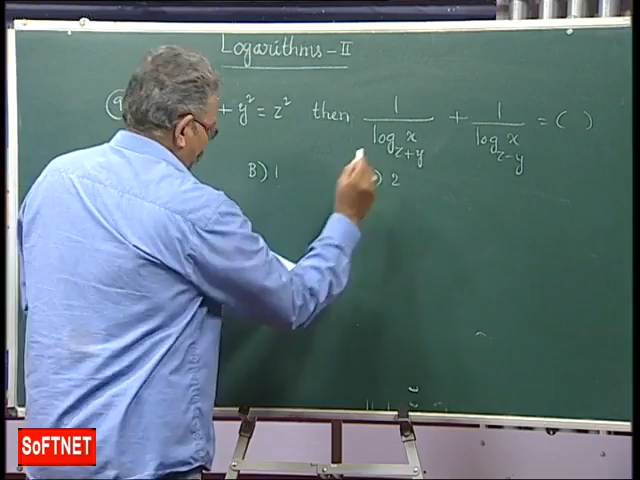 Logarithms - II
+ y² = z² then 1/log_{z+y} x + 1/log_{z-y} x = ( )
B) 1 ) 2
SoFTNET